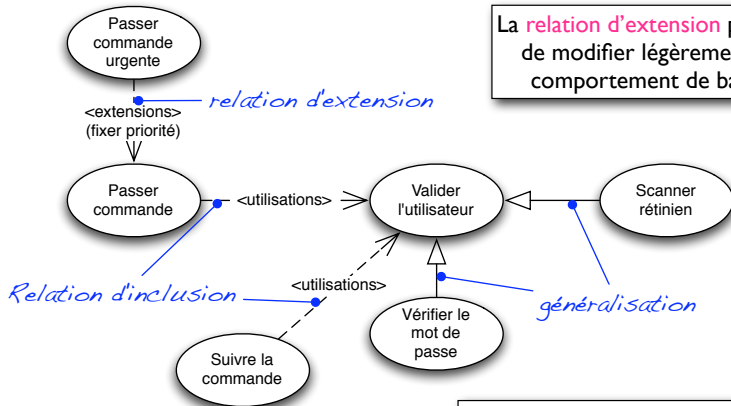 Passer
commande
urgente
La relation d'extension
de modifier légèreme
comportement de ba
relation d'extension
<extensions>
(fixer priorité)
Passer
commande
<utilisations>
Valider
l'utilisateur
Scanner
rétinien
Relation d'inclusion
<utilisations>
généralisation
Vérifier le
mot de
passe
Suivre la
commande